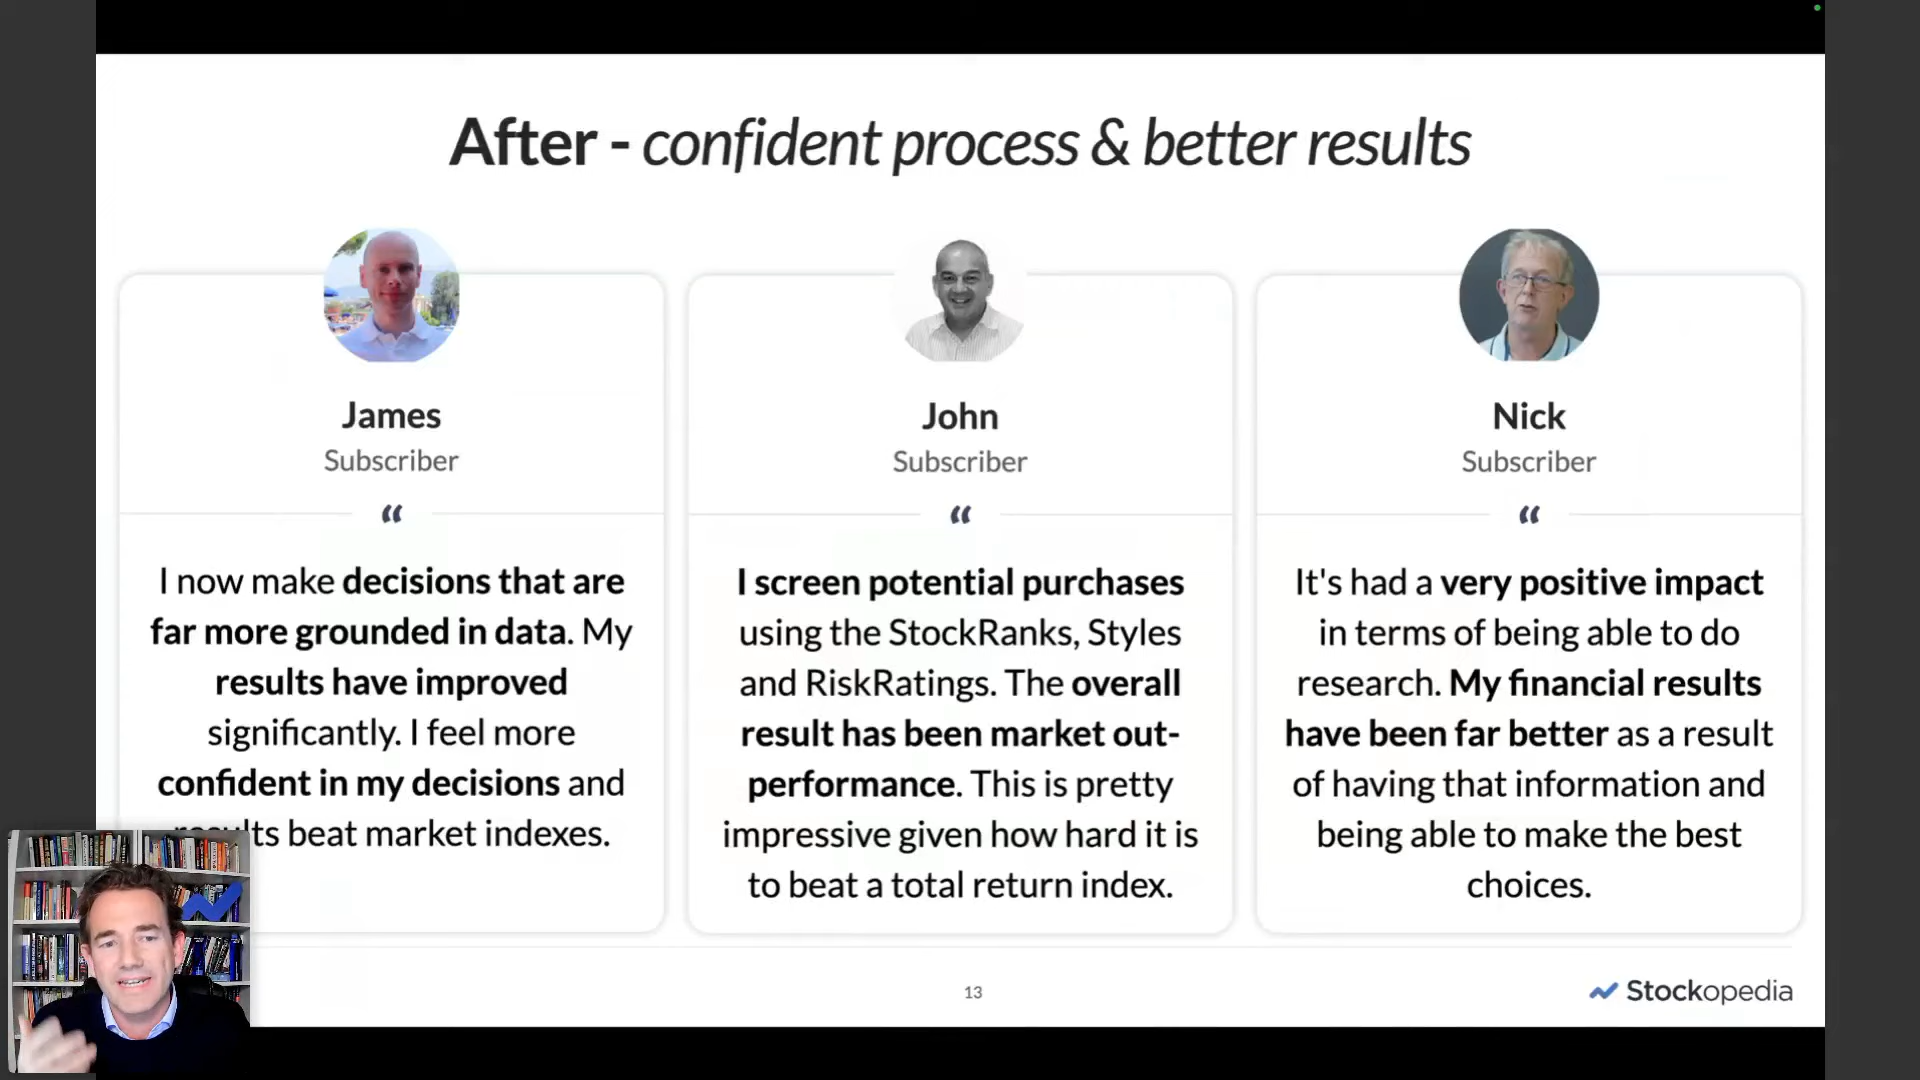 After - confident process & better results
James
Subscriber
“
I now make decisions that are
far more grounded in data. My
results have improved
significantly. I feel more
confident in my decisions and
results beat market indexes.
John
Subscriber
“
I screen potential purchases
using the StockRanks, Styles
and RiskRatings. The overall
result has been market out-
performance. This is pretty
impressive given how hard it is
to beat a total return index.
Nick
Subscriber
“
It's had a very positive impact
in terms of being able to do
research. My financial results
have been far better as a result
of having that information and
being able to make the best
choices.
13
Stockopedia